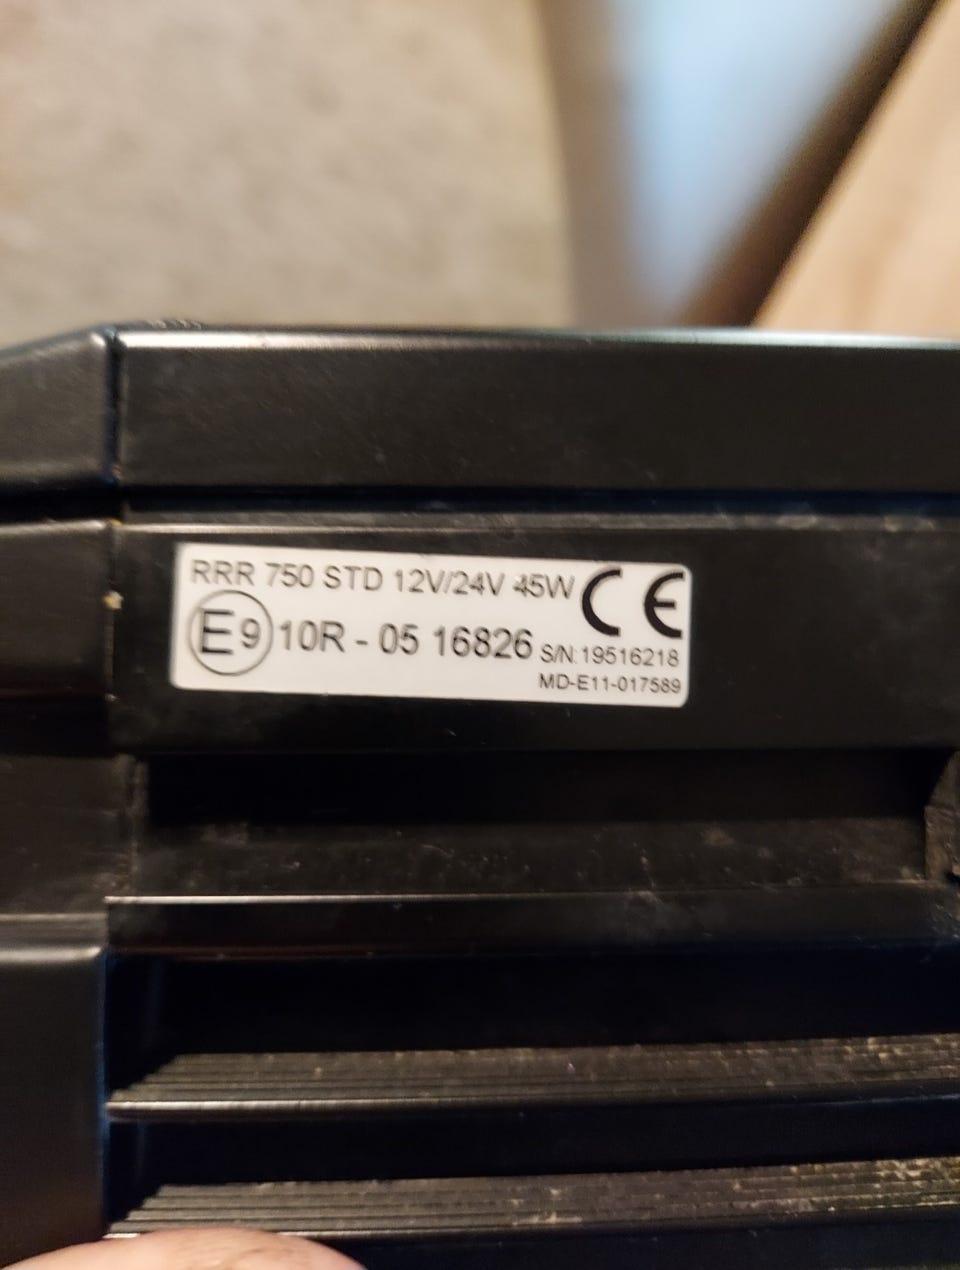 RRR 750 STD 12V/24V 45W CE
E9 10R - 05 16826 S/N:19516218
MD-E11-017589